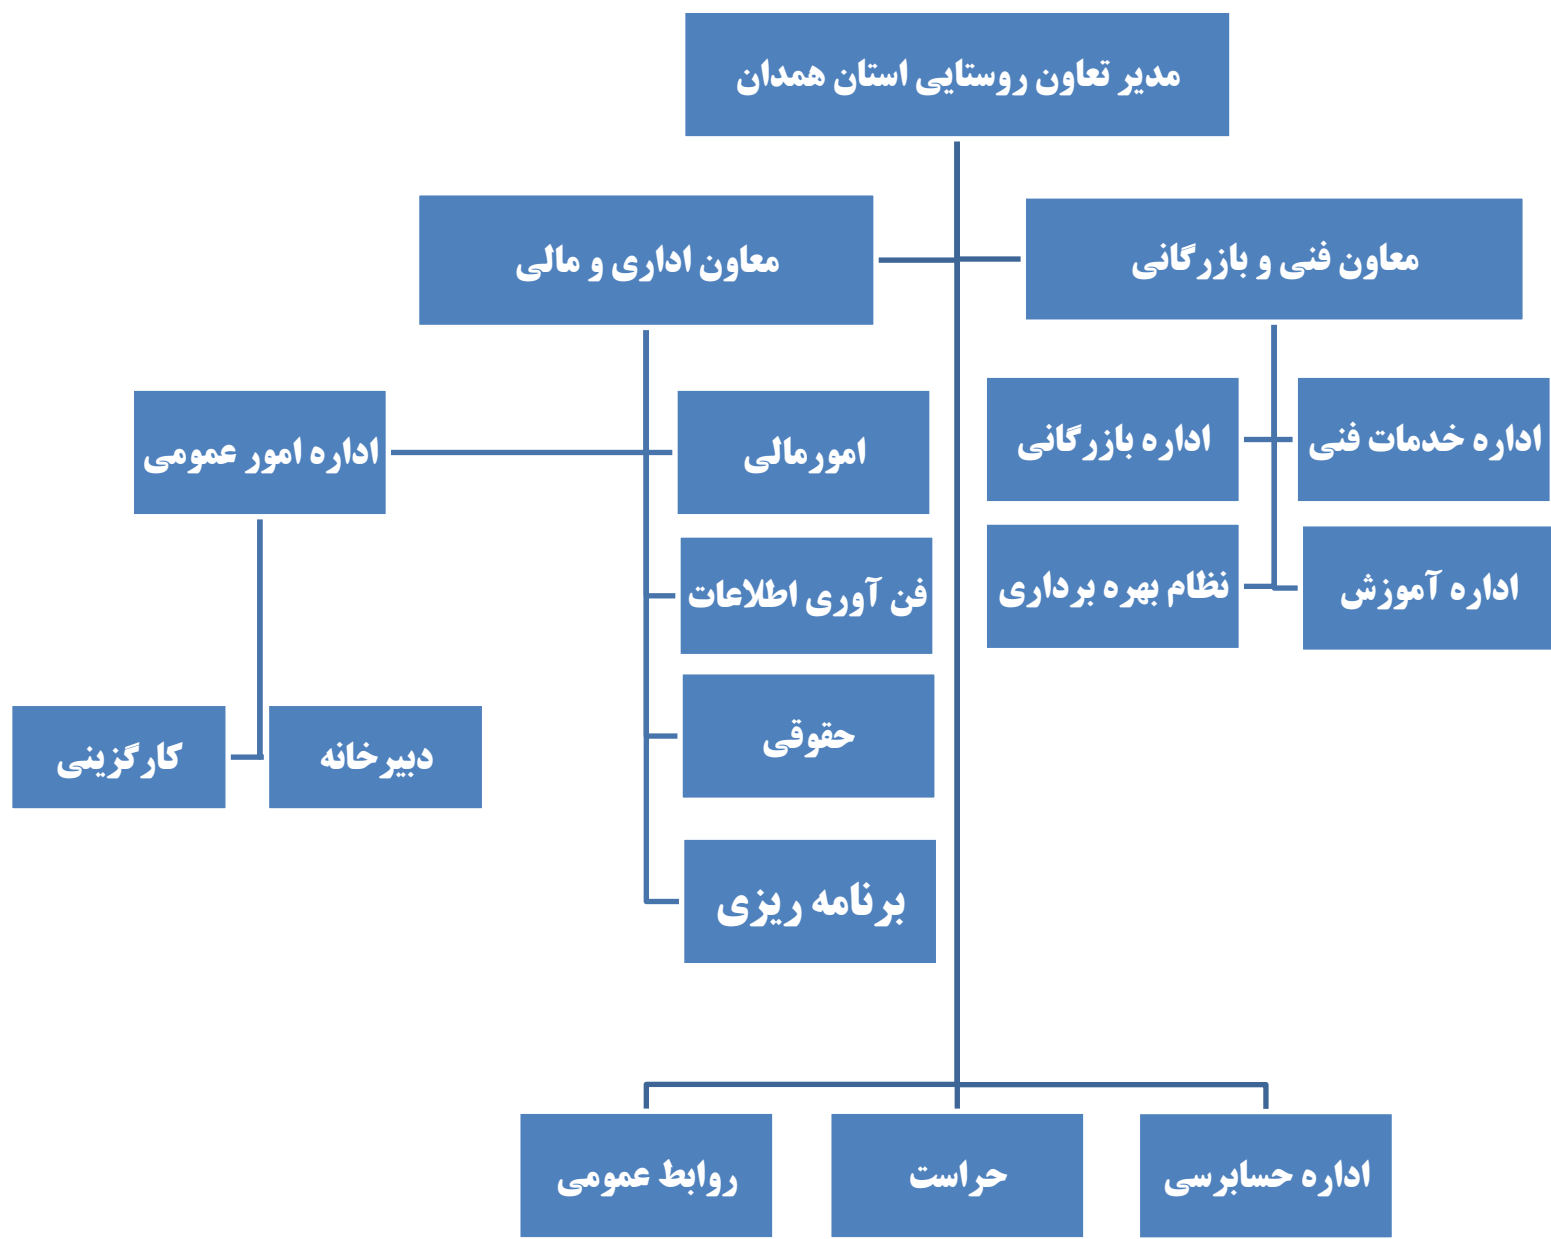 مدیر تعاون روستایی استان همدان
معاون فنی و بازرگانی
معاون اداری و مالی
اداره خدمات فنی
اداره بازرگانی
امورمالی
اداره امور عمومی
اداره آموزش
نظام بهره برداری
فن آوری اطلاعات
حقوقی
دبیرخانه
کارگزینی
برنامه ریزی
اداره حسابرسی
حراست
روابط عمومی